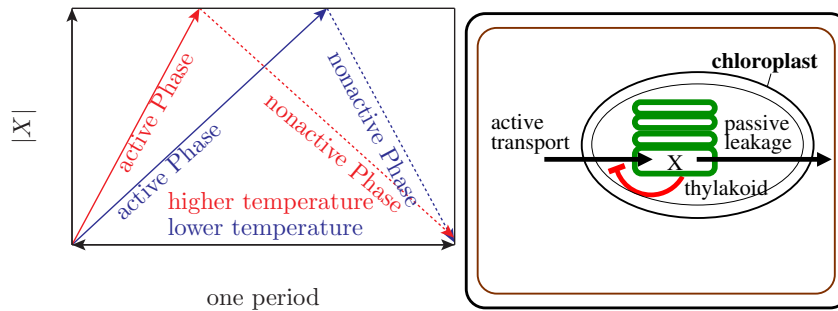 |X|
active Phase
active Phase
nonactive Phase
nonactive Phase
higher temperature
lower temperature
one period
chloroplast
active
transport
passive
leakage
X
thylakoid